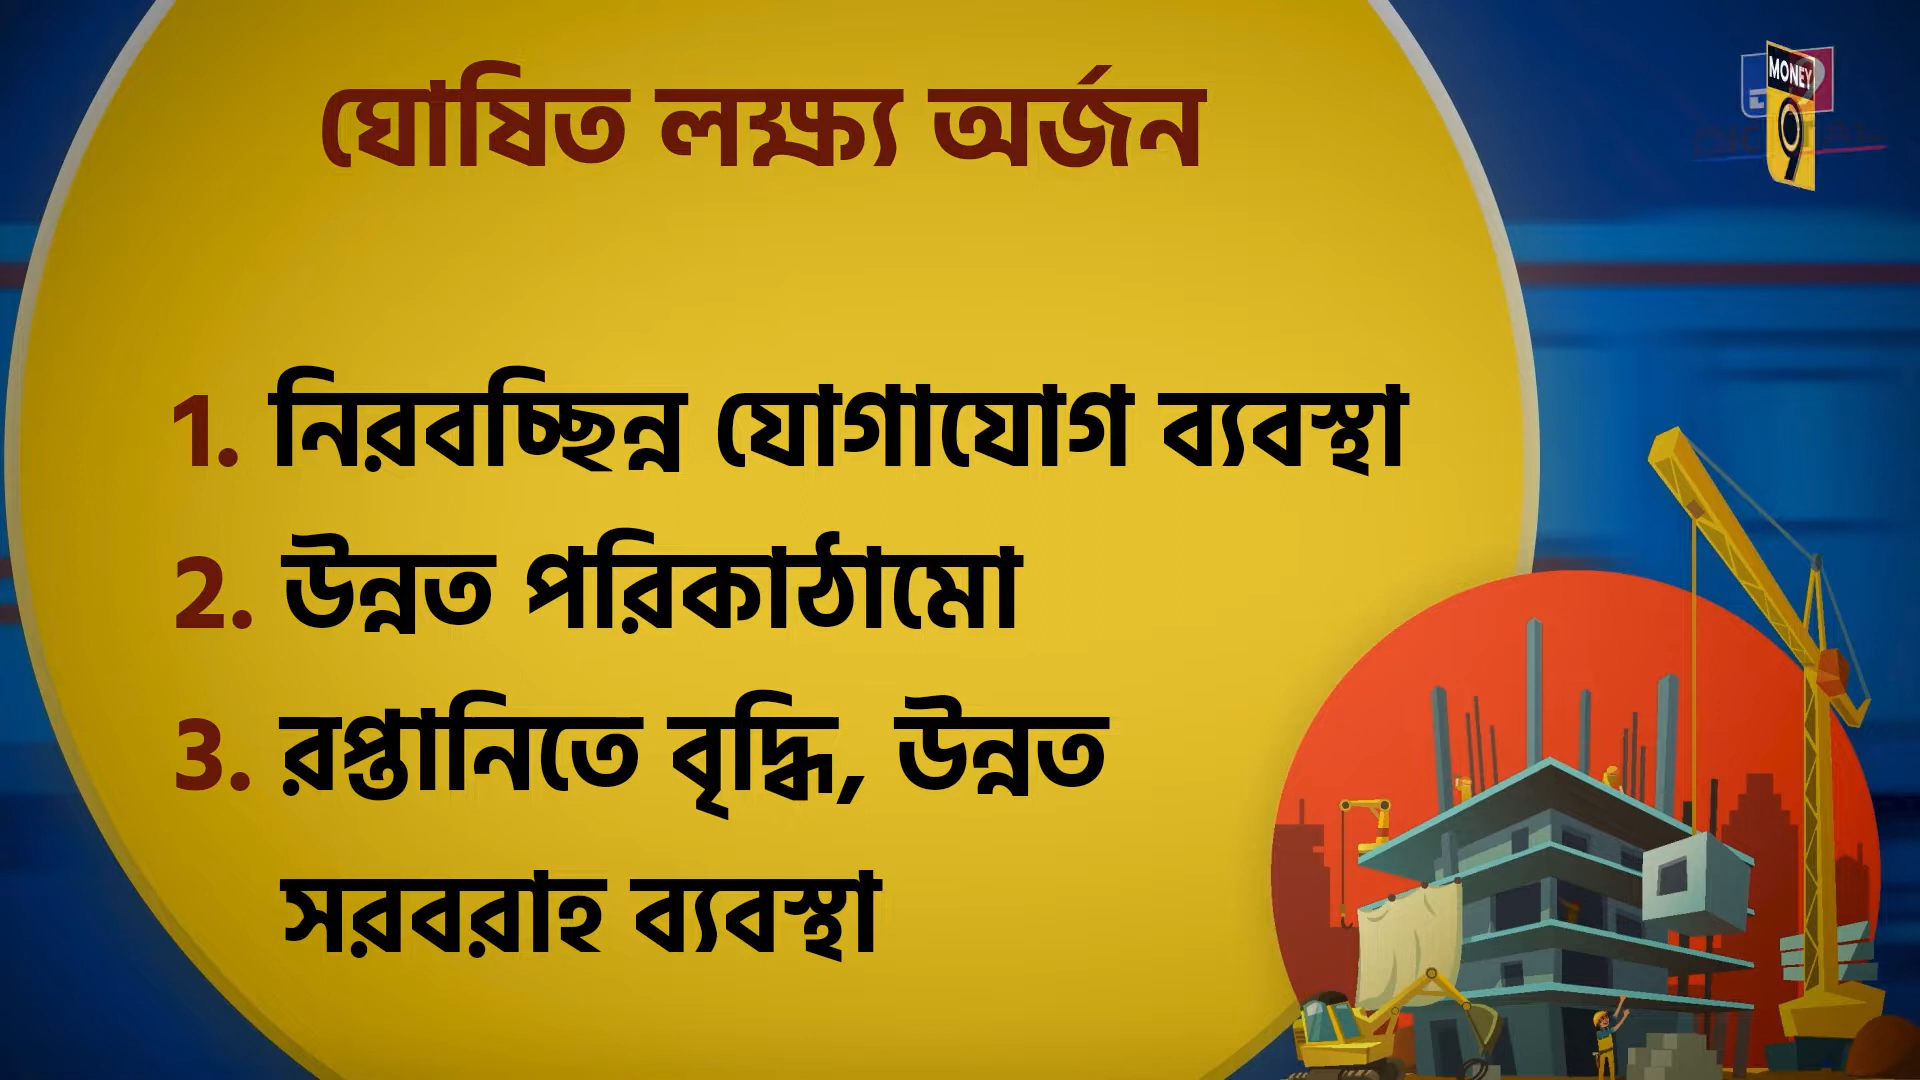 ঘোষিত লক্ষ্য অর্জন
MONEY
9
1. নিরবচ্ছিন্ন যোগাযোগ ব্যবস্থা
2. উন্নত পরিকাঠামো
3. রপ্তানিতে বৃদ্ধি, উন্নত
সরবরাহ ব্যবস্থা